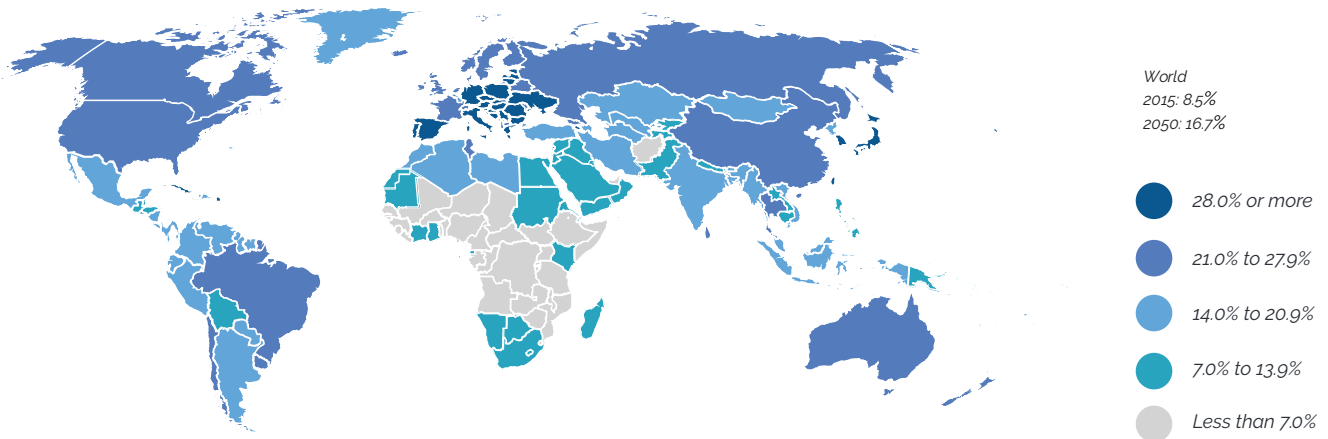 World
2015: 8.5%
2050: 16.7%
28.0% or more
21.0% to 27.9%
14.0% to 20.9%
7.0% to 13.9%
Less than 7.0%